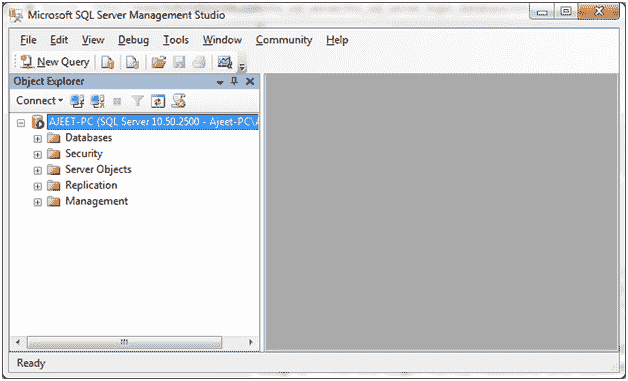 Microsoft SQL Server Management Studio
File Edit View Debug Tools Window Community Help
New Query
Object Explorer
Connect
AJEET-PC (SQL Server 10.50.2500 - Ajeet-PC\A
Databases
Security
Server Objects
Replication
Management
Ready